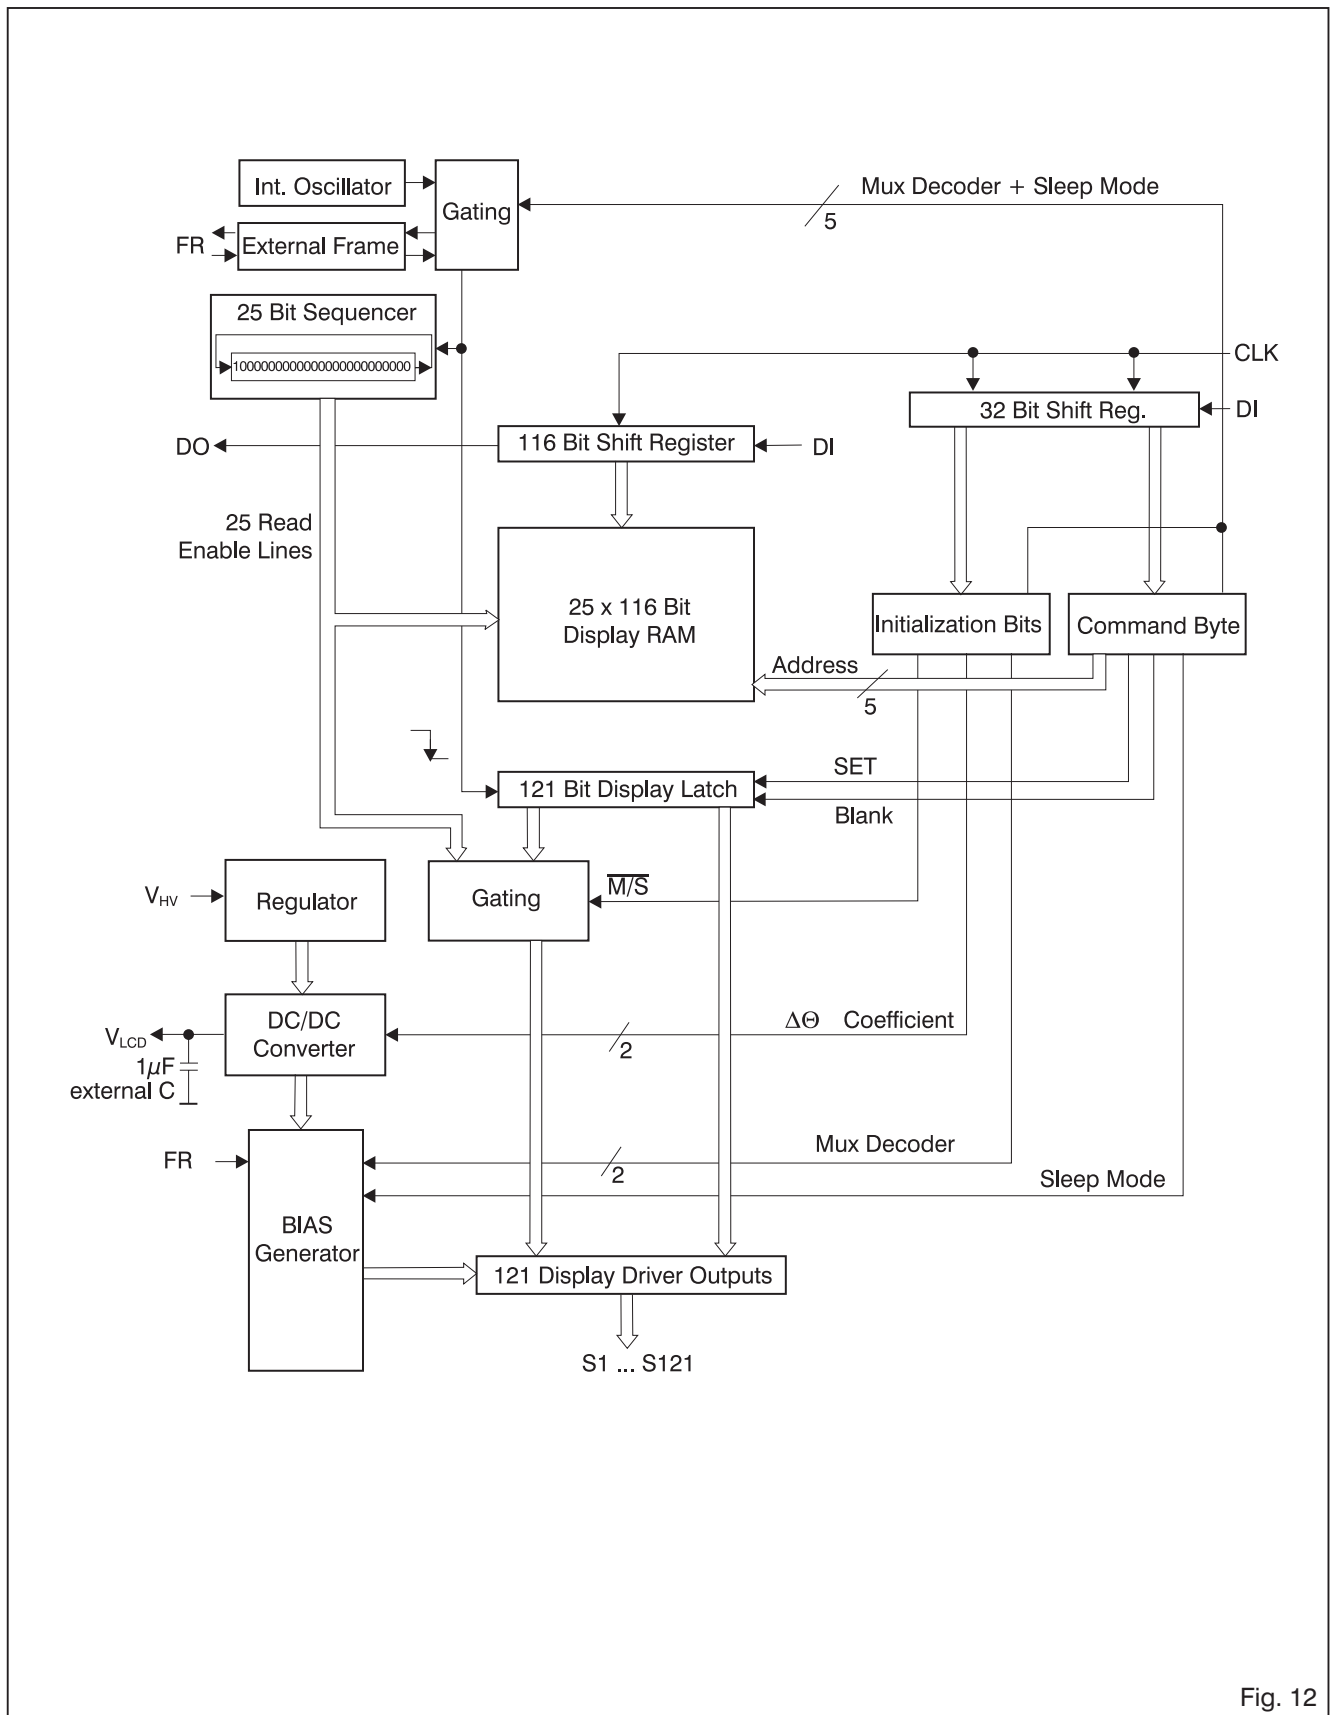 Int. Oscillator
Gating
Mux Decoder + Sleep Mode
5
FR
External Frame
25 Bit Sequencer
1000000000000000000000000
CLK
32 Bit Shift Reg.
DI
DO
116 Bit Shift Register
DI
25 Read
Enable Lines
25 x 116 Bit
Display RAM
Initialization Bits
Command Byte
Address
5
SET
121 Bit Display Latch
Blank
VHV
Regulator
Gating
M/S
DC/DC
Converter
VLCD
1µF
external C
ΔΘ Coefficient
2
FR
Mux Decoder
2
Sleep Mode
BIAS
Generator
121 Display Driver Outputs
S1 ... S121
Fig. 12